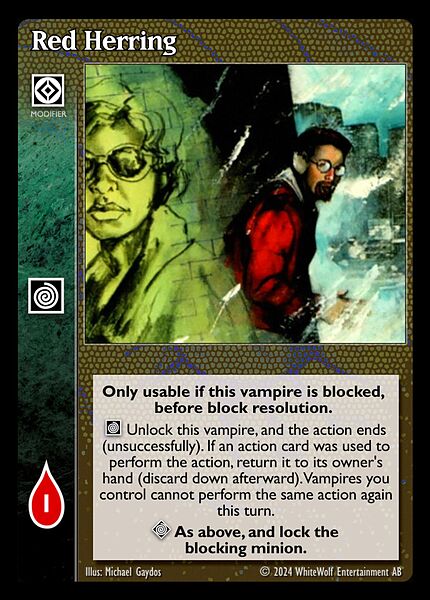 Red Herring
MODIFIER
Only usable if this vampire is blocked,
before block resolution.
Unlock this vampire, and the action ends
(unsuccessfully). If an action card was used to
perform the action, return it to its owner's
hand (discard down afterward). Vampires you
control cannot perform the same action again
this turn.
As above, and lock the
blocking minion.
1
Illus: Michael Gaydos © 2024 WhiteWolf Entertainment AB